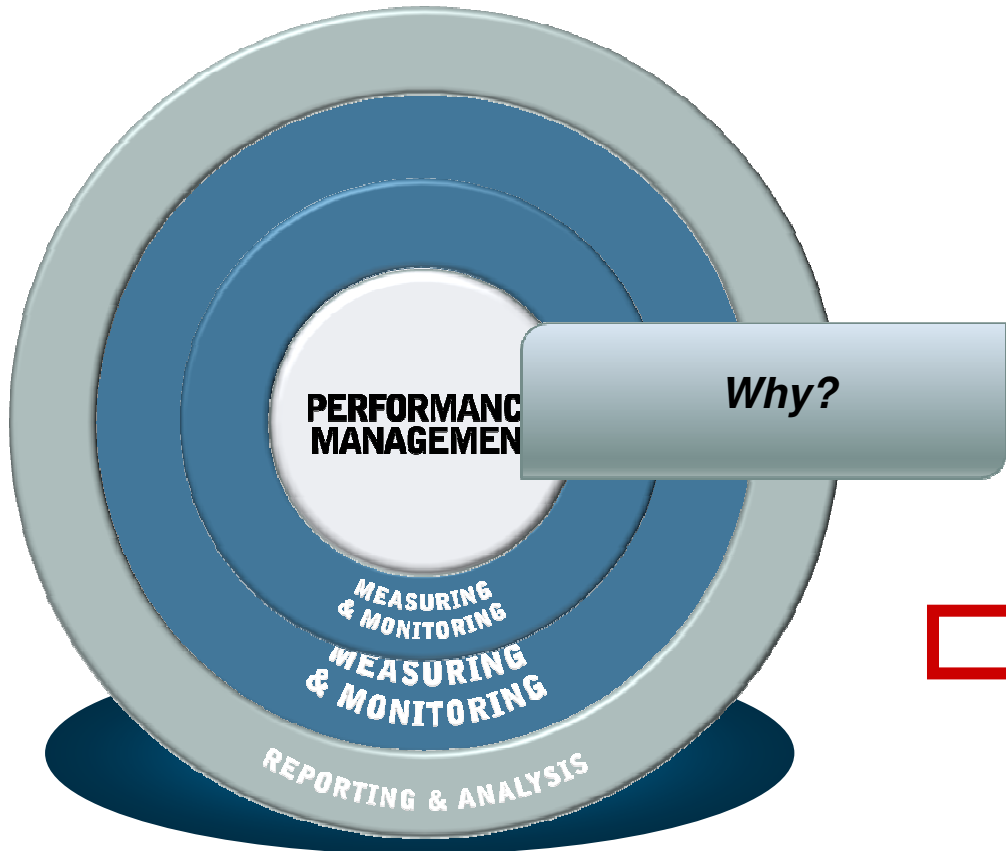 PERFORMANC
MANAGEMEN
Why?
MEASURING
& MONITORING
MEASURING
& MONITORING
REPORTING & ANALYSIS